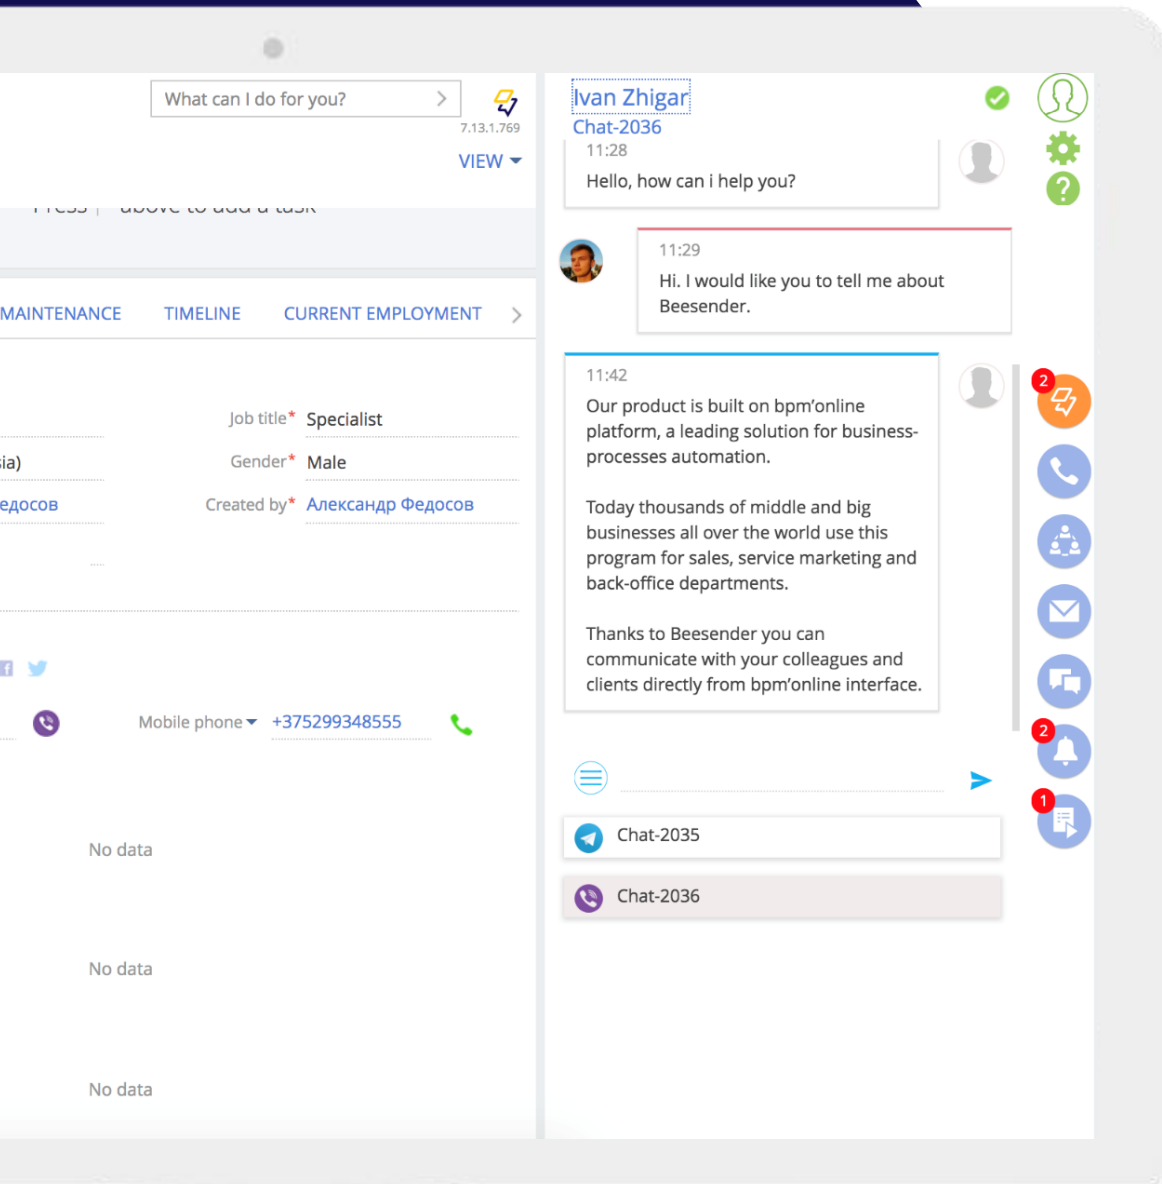 What can I do for you?
7.13.1.769
VIEW
Press above to add a task
MAINTENANCE TIMELINE CURRENT EMPLOYMENT
Job title* Specialist
sia)
Gender* Male
едосов
Created by* Александр Федосов
Mobile phone +375299348555
No data
No data
No data
Ivan Zhigar
Chat-2036
11:28
Hello, how can i help you?
11:29
Hi. I would like you to tell me about
Beesender.
11:42
Our product is built on bpm’online
platform, a leading solution for business-
processes automation.
Today thousands of middle and big
businesses all over the world use this
program for sales, service marketing and
back-office departments.
Thanks to Beesender you can
communicate with your colleagues and
clients directly from bpm’online interface.
Chat-2035
Chat-2036
?
2
2
1